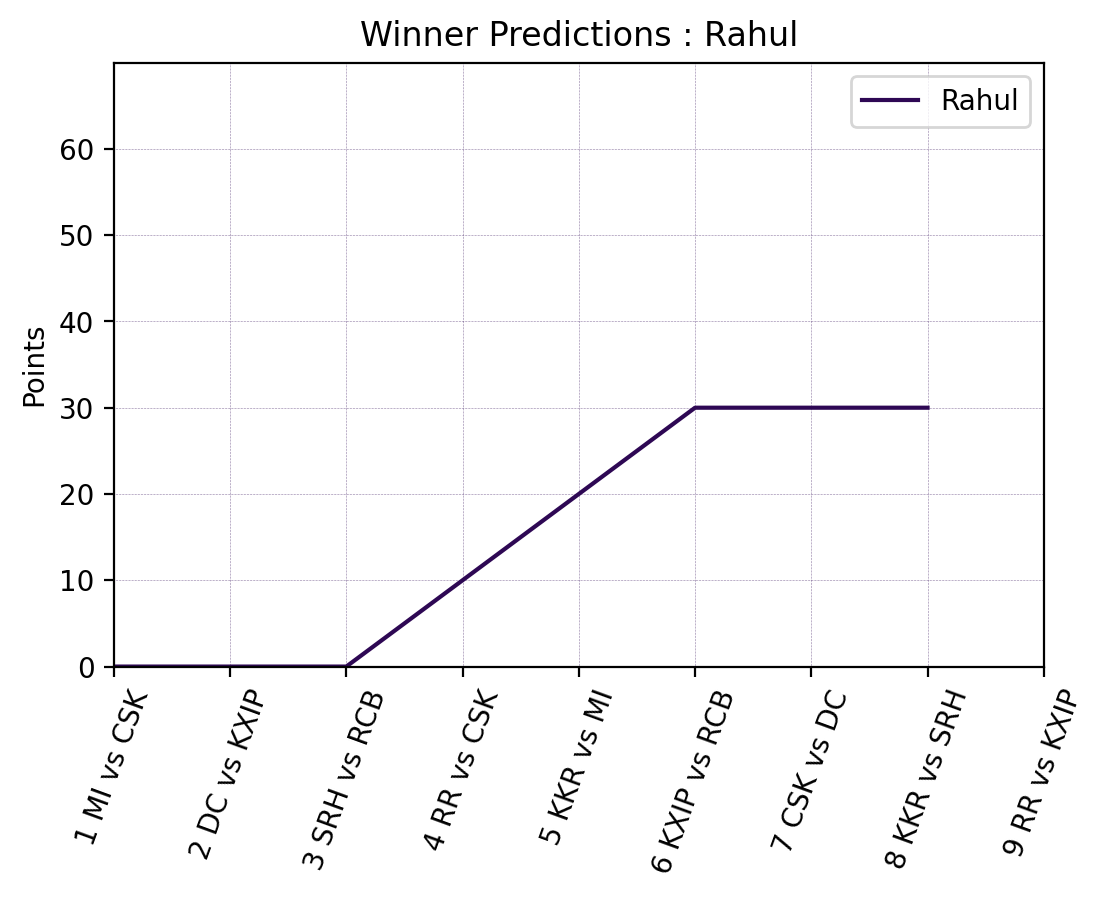 Winner Predictions : Rahul
Rahul
Points
60
50
40
30
20
10
0
1 MI vs CSK
2 DC vs KXIP
3 SRH vs RCB
4 RR vs CSK
5 KKR vs MI
6 KXIP vs RCB
7 CSK vs DC
8 KKR vs SRH
9 RR vs KXIP